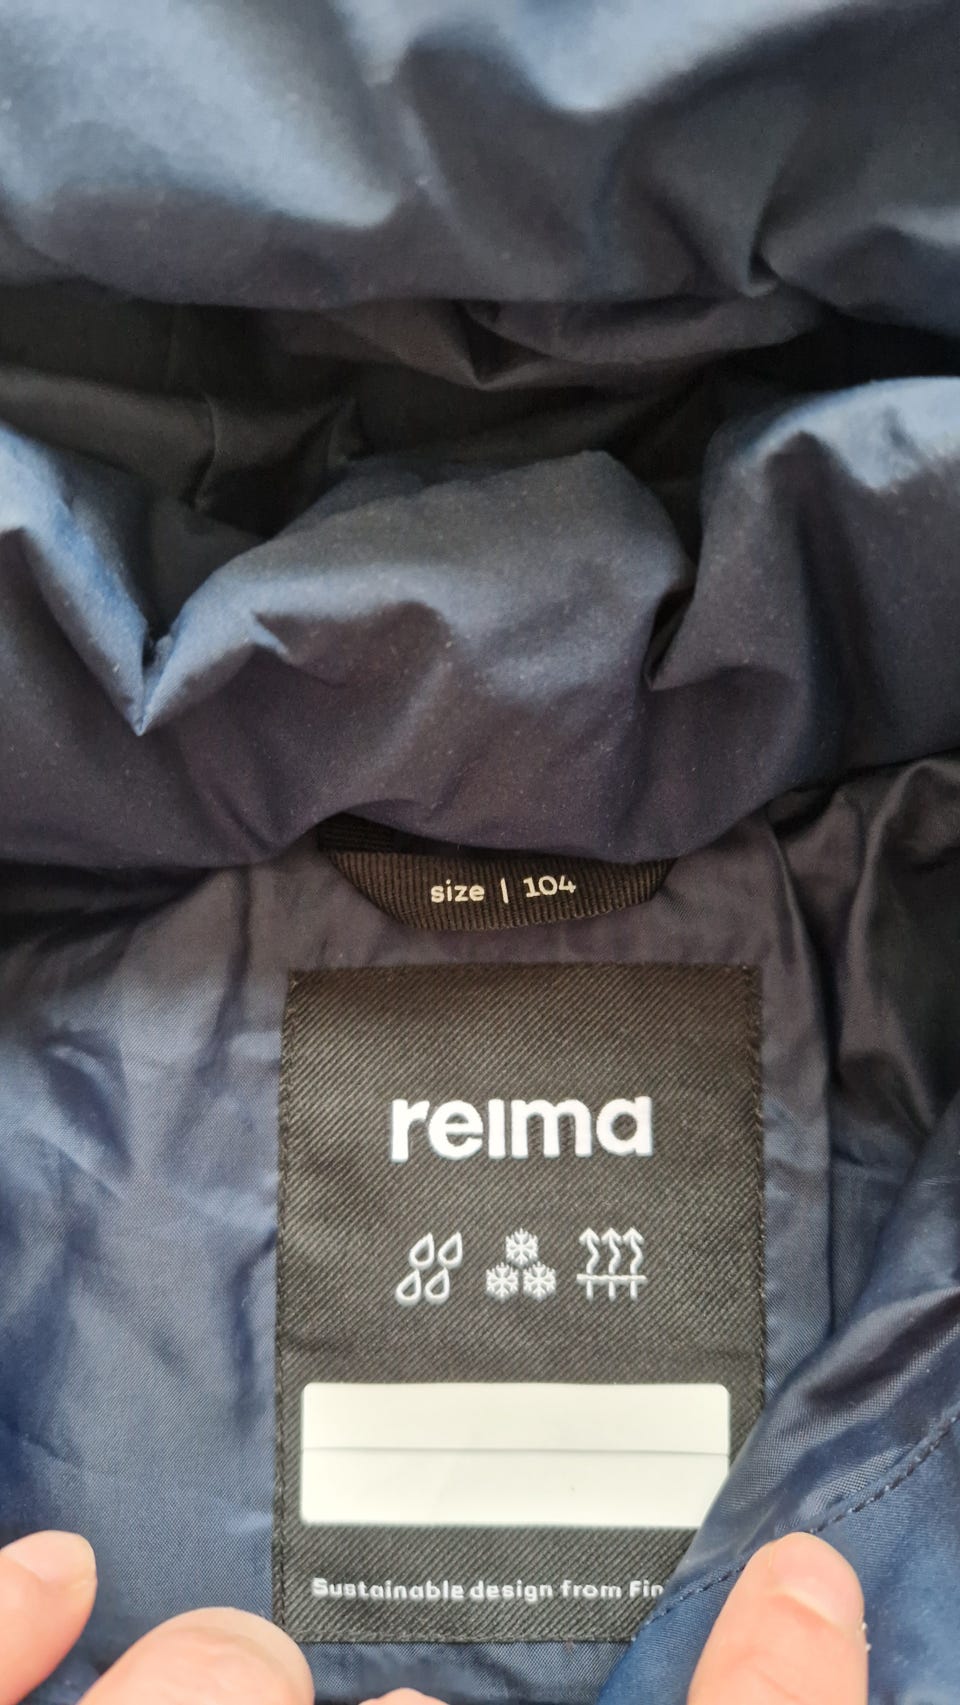 size | 104
reima
Sustainable design from Fin